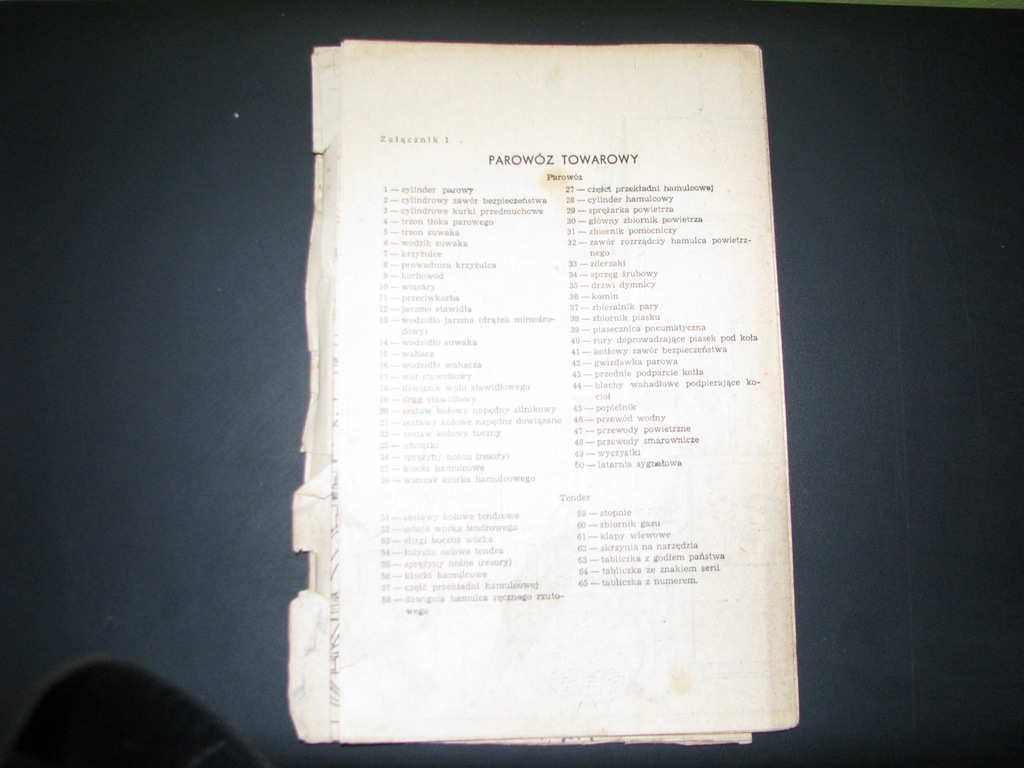 Załącznik 1
PAROWÓZ TOWAROWY
Parowóz
1 — cylinder parowy
2 — cylindrowy zawór bezpieczeństwa
3 — cylindrowe kurki przedmuchowe
4 — trzon tłoka parowego
5 — trzon suwaka
6 — wodzik suwaka
7 — krzyżulce
8 — prowadnica krzyżulca
9 — korbowód
10 — wiązary
11 — przeciwkorba
12 — jarzmo stawidła
13 — wodzidło jarzma (drążek mimośro-
dowy)
14 — wodzidło suwaka
15 — wahacz
16 — wodzidło wahacza
17 — wał stawidłowy
18 — dźwignie wału stawidłowego
19 — drąg stawidłowy
20 — zestaw kołowy napędny silnikowy
21 — zestawy kołowe napędne dowiązane
22 — zestaw kołowy toczny
23 — odciążki
24 — sprężyny nośne (resory)
25 — klocki hamulcowe
26 — wieszak klocka hamulcowego
27 — części przekładni hamulcowej
28 — cylinder hamulcowy
29 — sprężarka powietrza
30 — główny zbiornik powietrza
31 — zbiornik pomocniczy
32 — zawór rozrządczy hamulca powietrz-
nego
33 — zderzaki
34 — sprzęg śrubowy
35 — drzwi dymnicy
36 — komin
37 — zbieralnik pary
38 — zbiornik piasku
39 — piasecznica pneumatyczna
40 — rury doprowadzające piasek pod koła
41 — kotłowy zawór bezpieczeństwa
42 — gwizdawka parowa
43 — przednie podparcie kotła
44 — blachy wahadłowe podpierające ko-
cioł
45 — popielnik
46 — przewód wodny
47 — przewody powietrzne
48 — przewody smarownicze
49 — wyczystki
50 — latarnia sygnałowa
Tender
51 — zestawy kołowe tendrowe
52 — ostoja wózka tendrowego
53 — ślizgi boczne wózka
54 — łożysko osiowe tendra
55 — sprężyny nośne (resory)
56 — klocki hamulcowe
57 — część przekładni hamulcowej
58 — dźwignia hamulca ręcznego rzuto-
wego
59 — stopnie
60 — zbiornik gazu
61 — klapy wlewowe
62 — skrzynia na narzędzia
63 — tabliczka z godłem państwa
64 — tabliczka ze znakiem serii
65 — tabliczka z numerem.